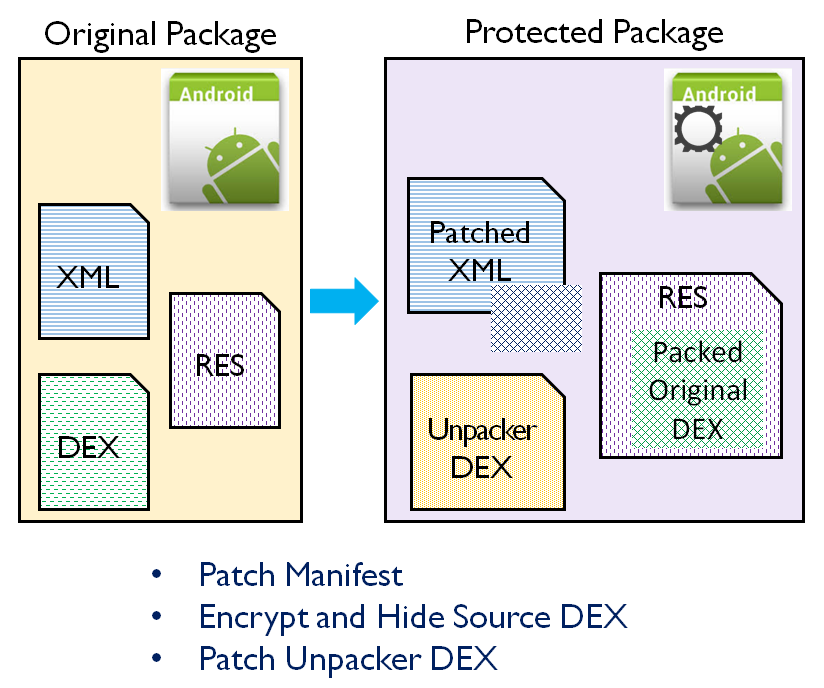 Original Package
Protected Package
Android
XML
RES
DEX
Android
Patched
XML
RES
Packed
Original
DEX
Unpacker
DEX
• Patch Manifest
• Encrypt and Hide Source DEX
• Patch Unpacker DEX